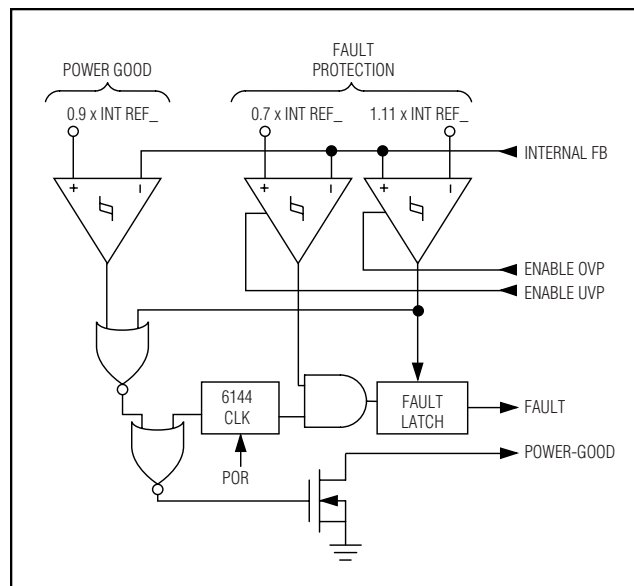 POWER GOOD
FAULT
PROTECTION
0.9 x INT REF_
0.7 x INT REF_
1.11 x INT REF_
INTERNAL FB
+
−
+
−
+
−
ENABLE OVP
ENABLE UVP
6144
CLK
FAULT
LATCH
FAULT
POWER-GOOD
POR